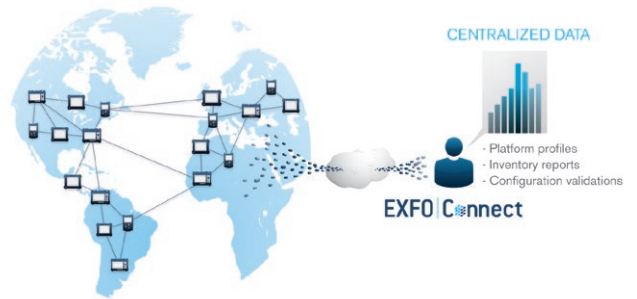 CENTRALIZED DATA
· Platform profiles
· Inventory reports
· Configuration validations
EXFO | Connect